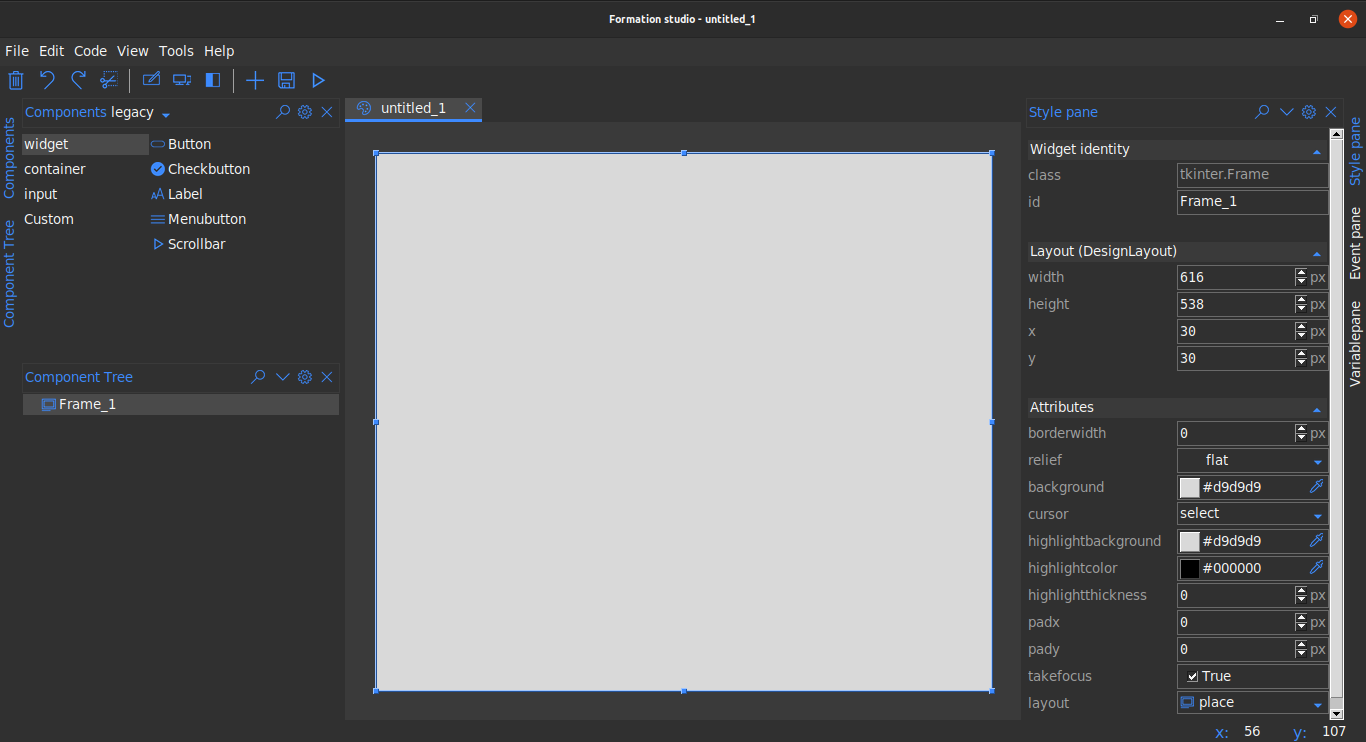 Formation studio - untitled_1
File Edit Code View Tools Help
Components legacy
widget
container
input
Custom
Button
Checkbutton
Label
Menubutton
Scrollbar
Components
Component Tree
Component Tree
Frame_1
untitled_1
Style pane
Widget identity
class tkinter.Frame
id Frame_1
Layout (DesignLayout)
width 616 px
height 538 px
x 30 px
y 30 px
Attributes
borderwidth 0 px
relief flat
background #d9d9d9
cursor select
highlightbackground #d9d9d9
highlightcolor #000000
highlightthickness 0 px
padx 0 px
pady 0 px
takefocus True
layout place
Style pane
Event pane
Variablepane
x: 56 y: 107